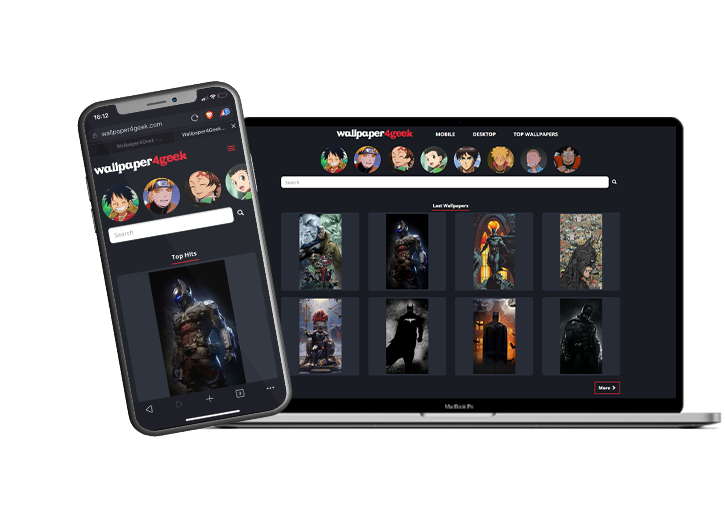 16:12
wallpaper4geek.com
Wallpaper4Geek...
wallpaper4geek
Search
Top Hits
3
wallpaper4geek MOBILE DESKTOP TOP WALLPAPERS
Search
Last Wallpapers
More
MacBook Pro